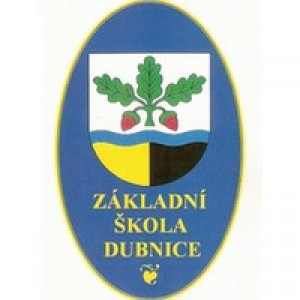 ZÁKLADNÍ
ŠKOLA
DUBNICE